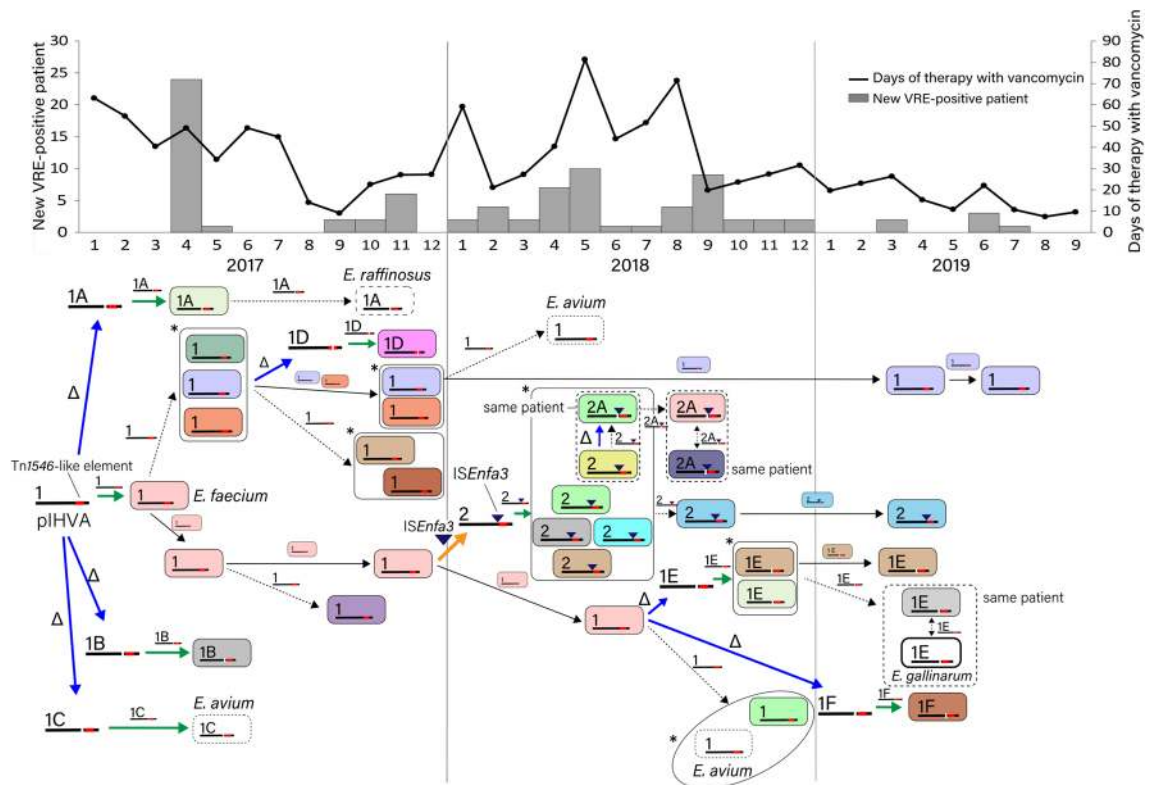 New VRE-positive patient
30
25
20
15
10
5
0
Days of therapy with vancomycin
New VRE-positive patient
90
80
70
60
50
40
30
20
10
0
Days of therapy with vancomycin
1 2 3 4 5 6 7 8 9 10 11 12 1 2 3 4 5 6 7 8 9 10 11 12 1 2 3 4 5 6 7 8 9
2017 2018 2019
1A
1A
1A
1A
E. raffinosus
1A
Δ
*
1
1
1
1
Δ
1D
1D
1D
1
E. avium
1
*
1
1
1
*
1
1
1
1
same patient
*
2A
Δ
2
2
2A
2A
2A
2A
same patient
Tn1546-like element
1
pIHVA
1
1
E. faecium
1
1
1
1
ISEnfa3
1
ISEnfa3
2
2
2
2
2
2
2
2
2
Δ
Δ
1B
1B
1B
1C
1C
E. avium
1C
1
Δ
1E
1E
*
1E
1E
1E
1E
1E
1E
1E
1E
E. gallinarum
same patient
Δ
1
1
*
1
E. avium
1F
1F
1F